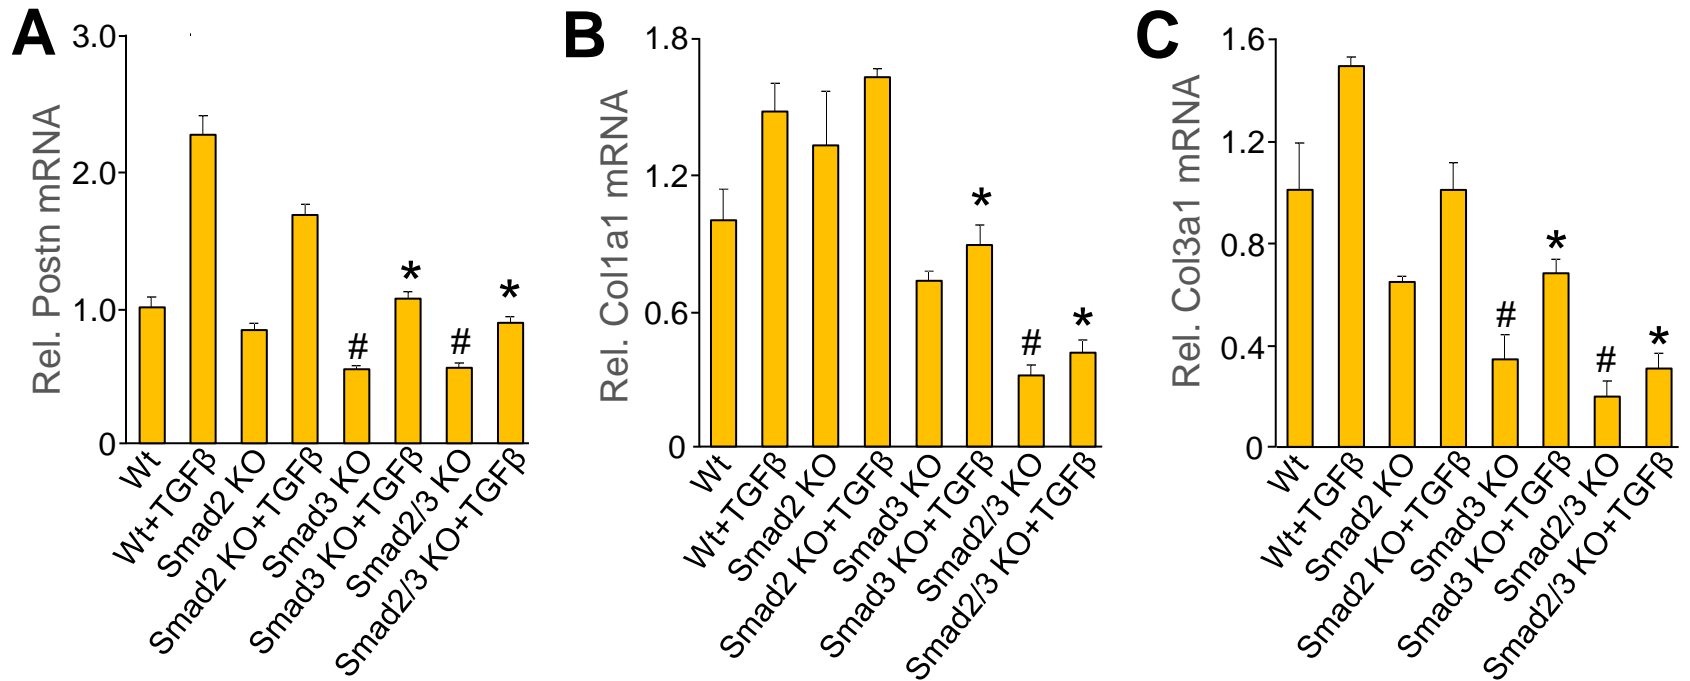 A
Rel. Postn mRNA
3.0
2.0
1.0
0
#
*
#
*
Wt
Wt+TGFβ
Smad2 KO
Smad2 KO+TGFβ
Smad3 KO
Smad3 KO+TGFβ
Smad2/3 KO
Smad2/3 KO+TGFβ
B
Rel. Col1a1 mRNA
1.8
1.2
0.6
0
*
#
*
Wt
Wt+TGFβ
Smad2 KO
Smad2 KO+TGFβ
Smad3 KO
Smad3 KO+TGFβ
Smad2/3 KO
Smad2/3 KO+TGFβ
C
Rel. Col3a1 mRNA
1.6
1.2
0.8
0.4
0
#
*
#
*
Wt
Wt+TGFβ
Smad2 KO
Smad2 KO+TGFβ
Smad3 KO
Smad3 KO+TGFβ
Smad2/3 KO
Smad2/3 KO+TGFβ